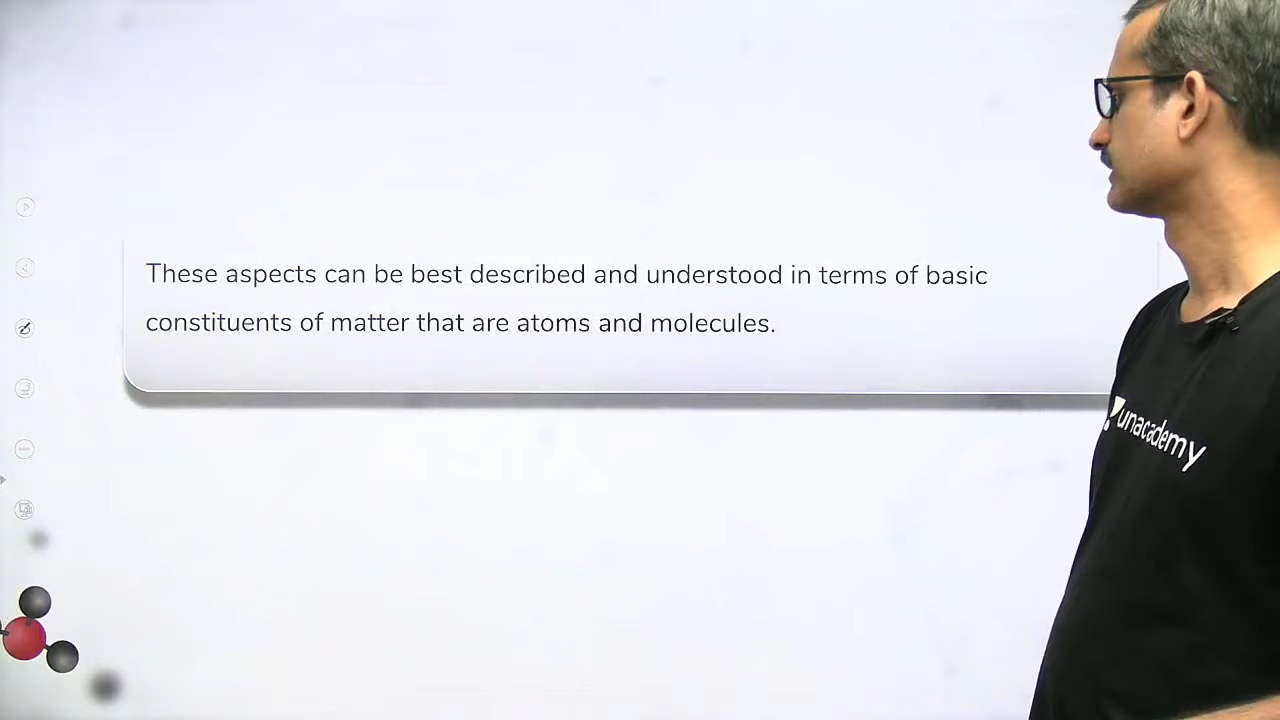 These aspects can be best described and understood in terms of basic
constituents of matter that are atoms and molecules.
unacademy